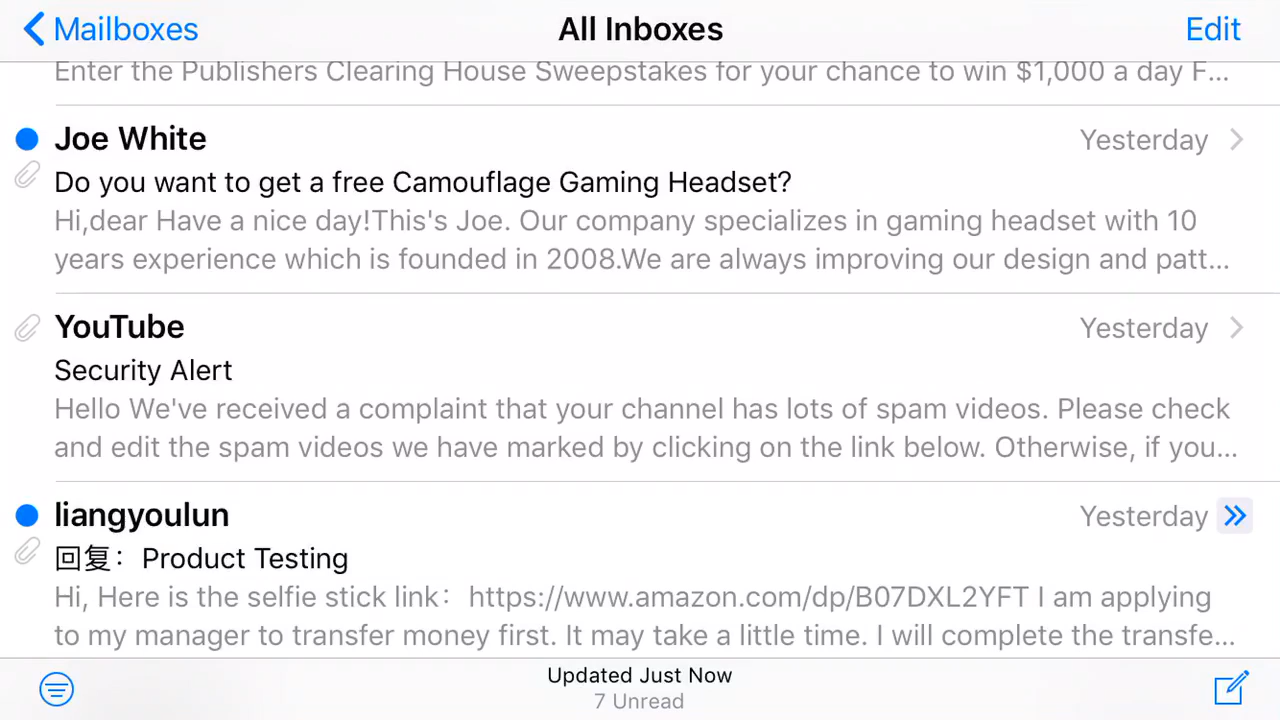 Mailboxes
All Inboxes
Edit
Enter the Publishers Clearing House Sweepstakes for your chance to win $1,000 a day F...
Joe White
Yesterday
Do you want to get a free Camouflage Gaming Headset?
Hi,dear Have a nice day!This's Joe. Our company specializes in gaming headset with 10
years experience which is founded in 2008.We are always improving our design and patt...
YouTube
Yesterday
Security Alert
Hello We've received a complaint that your channel has lots of spam videos. Please check
and edit the spam videos we have marked by clicking on the link below. Otherwise, if you...
liangyoulun
Yesterday
回复：Product Testing
Hi, Here is the selfie stick link：https://www.amazon.com/dp/B07DXL2YFT I am applying
to my manager to transfer money first. It may take a little time. I will complete the transfe...
Updated Just Now
7 Unread